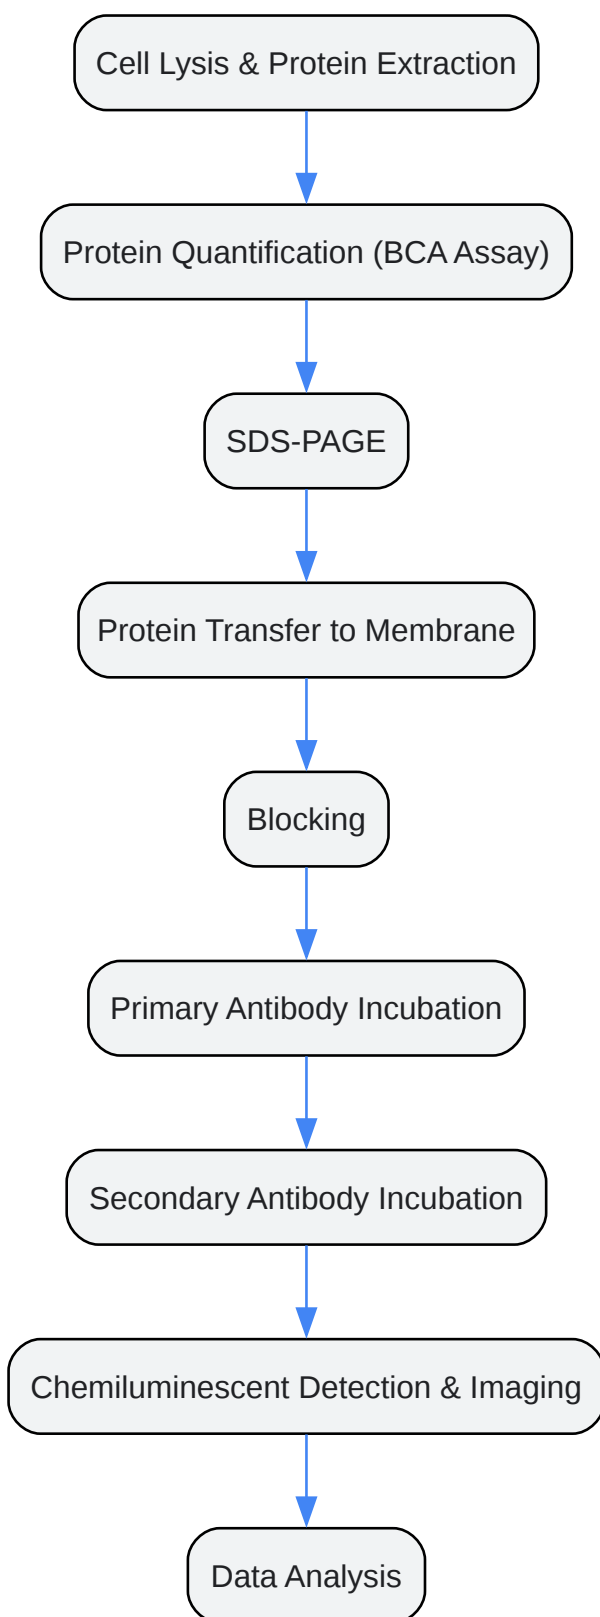 Cell Lysis & Protein Extraction
Protein Quantification (BCA Assay)
SDS-PAGE
Protein Transfer to Membrane
Blocking
Primary Antibody Incubation
Secondary Antibody Incubation
Chemiluminescent Detection & Imaging
Data Analysis